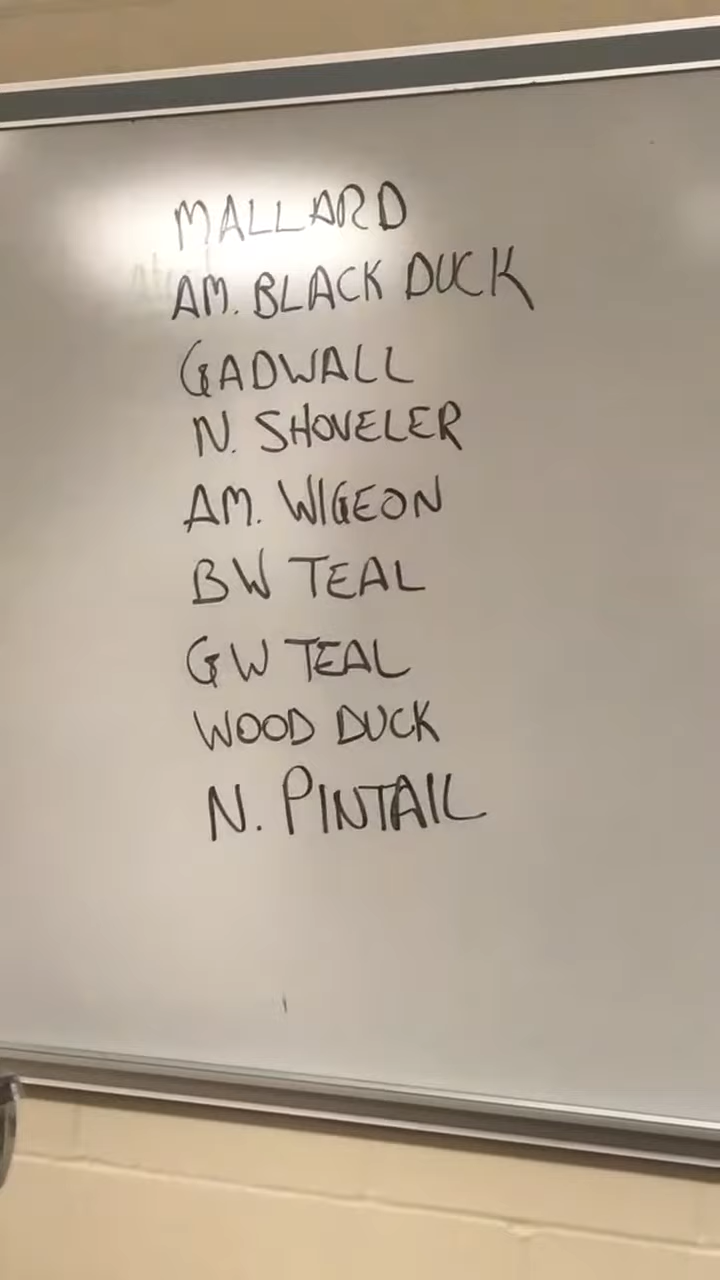 MALLARD
AM. BLACK DUCK
GADWALL
N. SHOVELER
AM. WIGEON
BW TEAL
GW TEAL
WOOD DUCK
N. PINTAIL